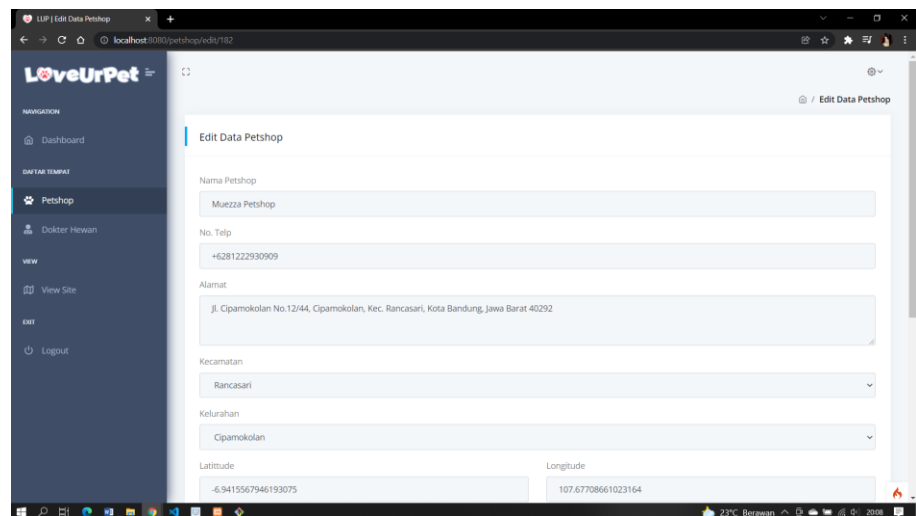 LUP | Edit Data Petshop
localhost:8080/petshop/edit/182
LoveUrPet
/ Edit Data Petshop
NAVIGATION
Dashboard
DAFTAR TEMPAT
Petshop
Dokter Hewan
VIEW
View Site
EXIT
Logout
Edit Data Petshop
Nama Petshop
Muezza Petshop
No. Telp
+6281222930909
Alamat
Jl. Cipamokolan No.12/44, Cipamokolan, Kec. Rancasari, Kota Bandung, Jawa Barat 40292
Kecamatan
Rancasari
Kelurahan
Cipamokolan
Latittude
Longitude
-6.9415567946193075
107.67708661023164
23°C Berawan
2008